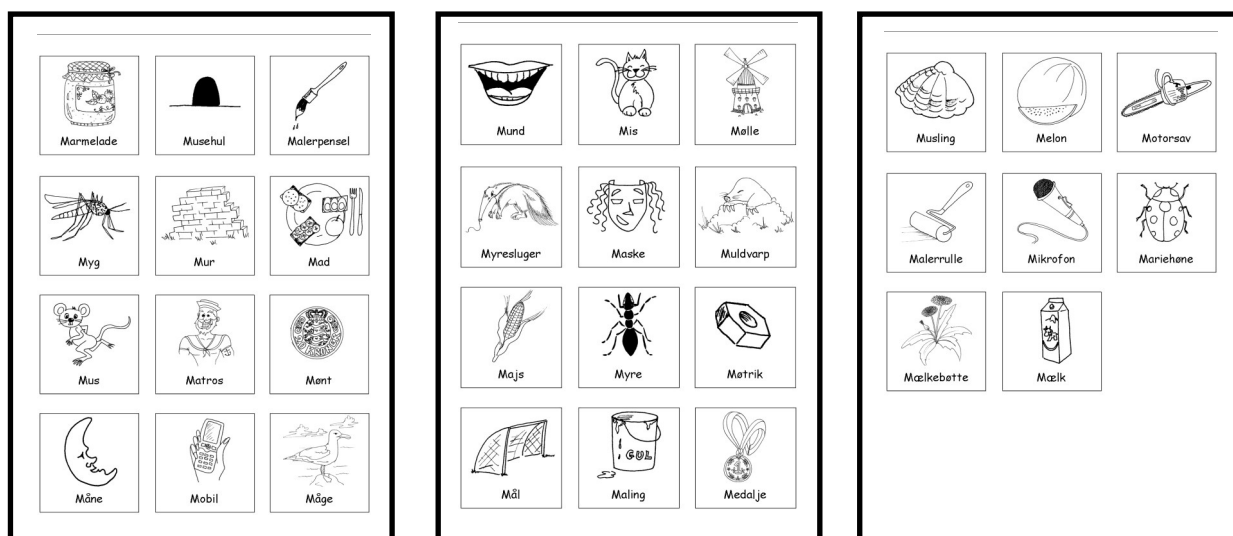 Marmelade
Musehul
Malerpensel
Myg
Mur
Mad
Mus
Matros
Mønt
Måne
Mobil
Måge
Mund
Mis
Mølle
Myresluger
Maske
Muldvarp
Majs
Myre
Møtrik
Mål
GUL
Maling
Medalje
Musling
Melon
Motorsav
Malerrulle
Mikrofon
Mariehøne
Mælkebøtte
Mælk